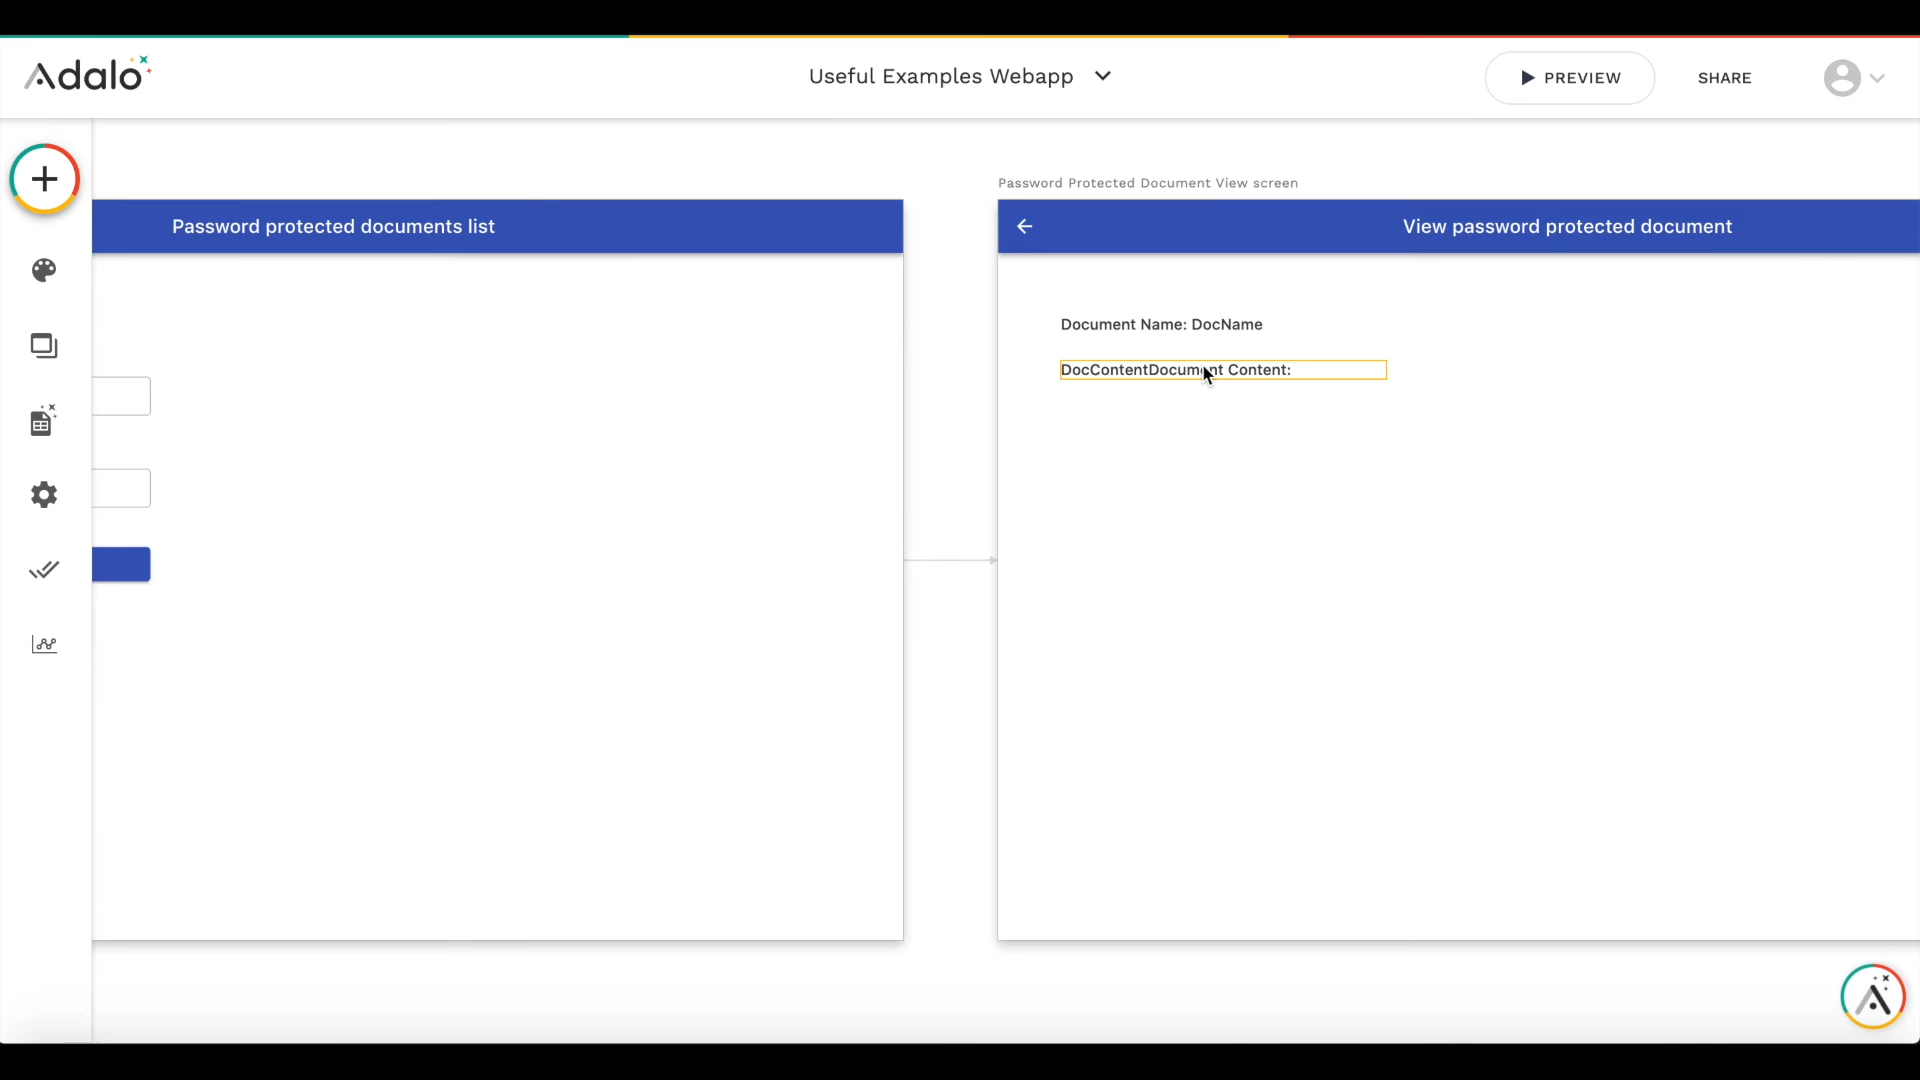 Adalo
Useful Examples Webapp
PREVIEW
SHARE
Password Protected Document View screen
Password protected documents list
View password protected document
Document Name: DocName
DocContentDocument Content: